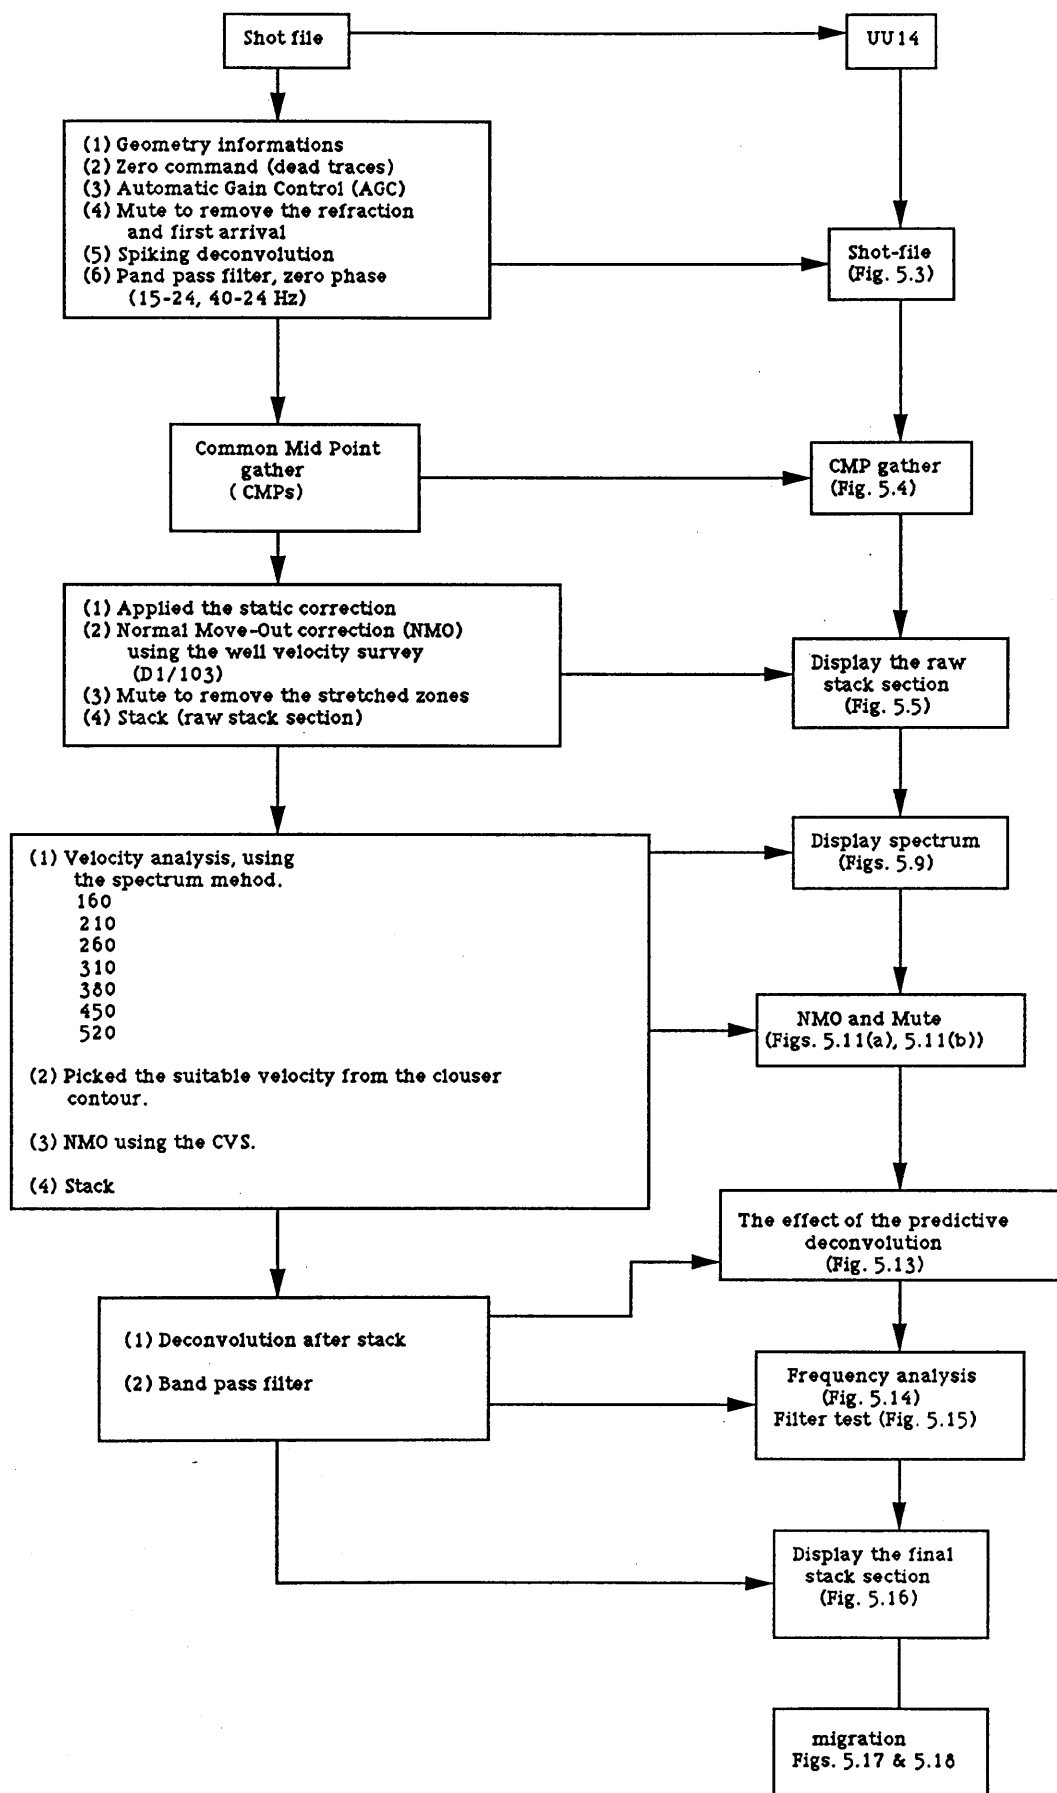 Shot file
UU14
(1) Geometry informations
(2) Zero command (dead traces)
(3) Automatic Gain Control (AGC)
(4) Mute to remove the refraction
and first arrival
(5) Spiking deconvolution
(6) Pand pass filter, zero phase
(15-24, 40-24 Hz)
Shot-file
(Fig. 5.3)
Common Mid Point
gather
( CMPs)
CMP gather
(Fig. 5.4)
(1) Applied the static correction
(2) Normal Move-Out correction (NMO)
using the well velocity survey
(D1/103)
(3) Mute to remove the stretched zones
(4) Stack (raw stack section)
Display the raw
stack section
(Fig. 5.5)
(1) Velocity analysis, using
the spectrum mehod.
160
210
260
310
380
450
520
(2) Picked the suitable velocity from the clouser
contour.
(3) NMO using the CVS.
(4) Stack
Display spectrum
(Figs. 5.9)
NMO and Mute
(Figs. 5.11(a), 5.11(b))
The effect of the predictive
deconvolution
(Fig. 5.13)
(1) Deconvolution after stack
(2) Band pass filter
Frequency analysis
(Fig. 5.14)
Filter test (Fig. 5.15)
Display the final
stack section
(Fig. 5.16)
migration
Figs. 5.17 & 5.18